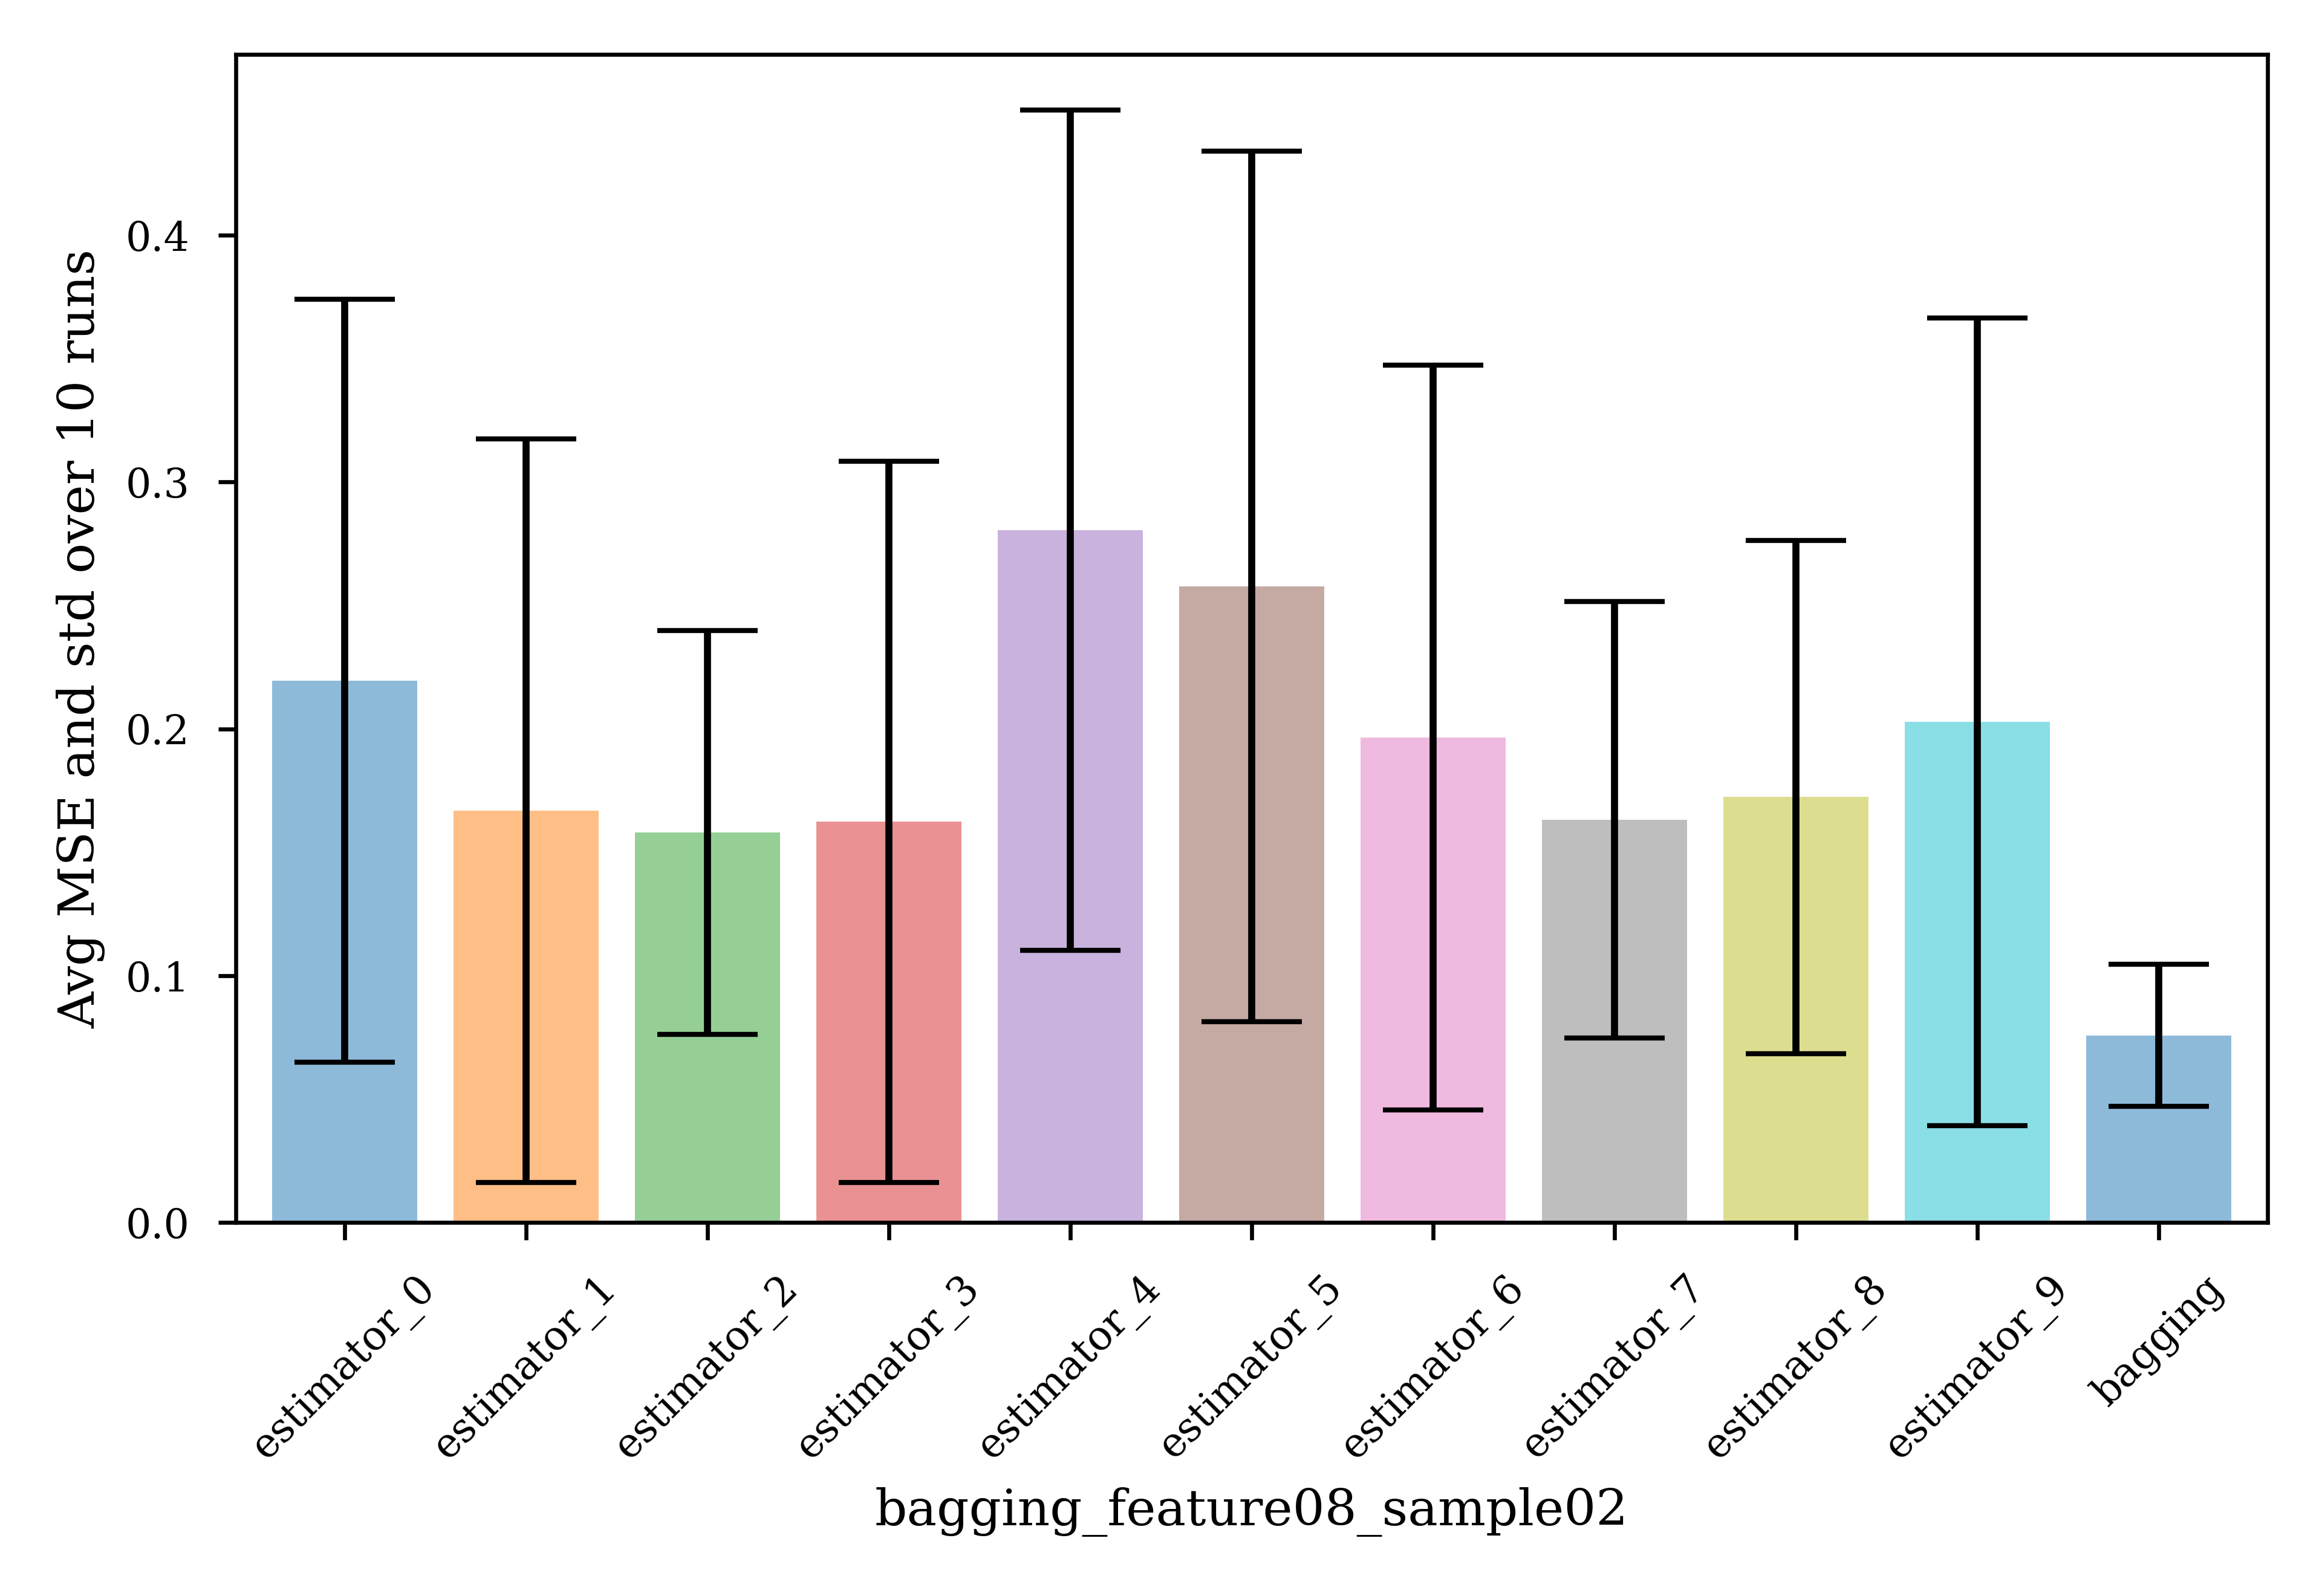 Avg MSE and std over 10 runs
0.4
0.3
0.2
0.1
0.0
estimator_0
estimator_1
estimator_2
estimator_3
estimator_4
estimator_5
estimator_6
estimator_7
estimator_8
estimator_9
bagging
bagging_feature08_sample02